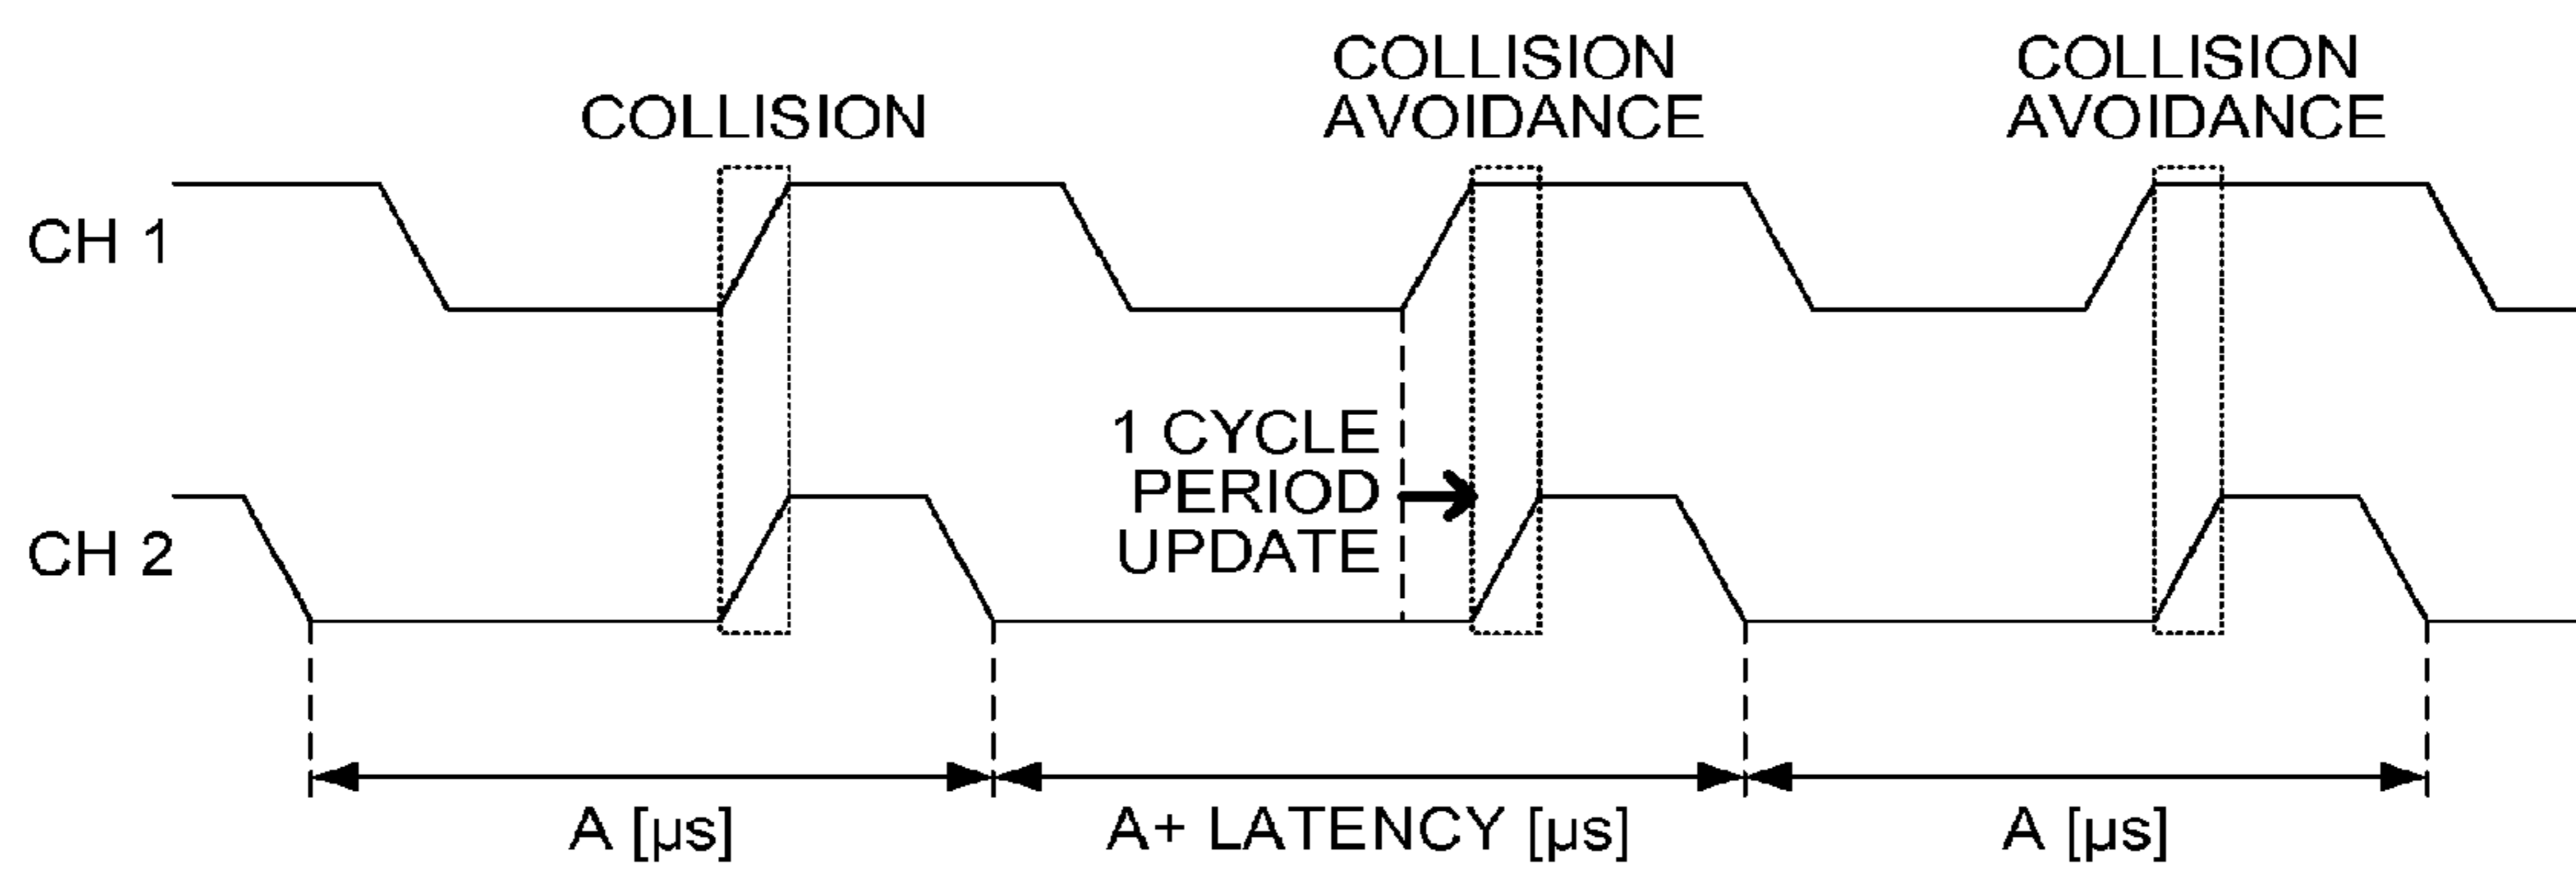 COLLISION
COLLISION
AVOIDANCE
COLLISION
AVOIDANCE
CH 1
1 CYCLE
PERIOD
UPDATE
CH 2
A [µs]
A+ LATENCY [µs]
A [µs]